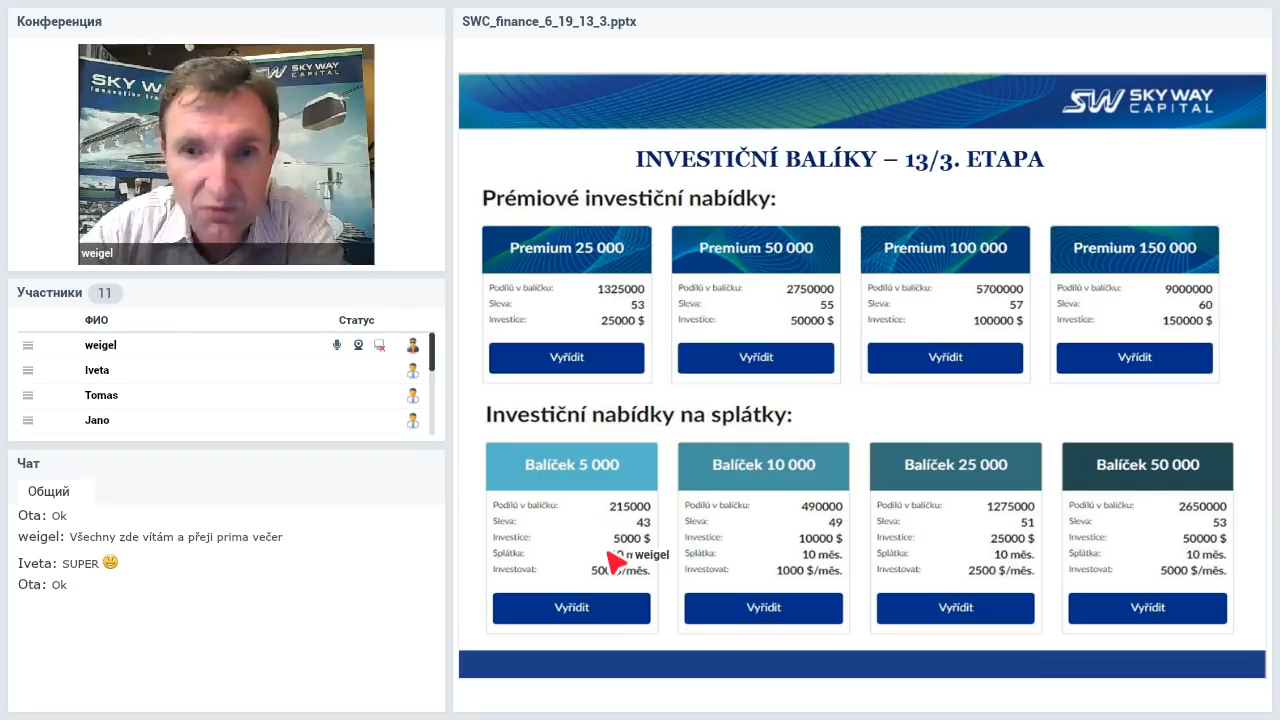 Конференция
SKY W
Innovative tra
SKY WAY
CAPITAL
weigel
Участники 11
ФИО Статус
weigel
Iveta
Tomas
Jano
Чат
Общий
Ota: Ok
weigel: Všechny zde vítám a přeji prima večer
Iveta: SUPER
Ota: Ok
SWC_finance_6_19_13_3.pptx
SW SKY WAY
CAPITAL
INVESTIČNÍ BALÍKY – 13/3. ETAPA
Prémiové investiční nabídky:
Premium 25 000 Premium 50 000 Premium 100 000 Premium 150 000
Podílů v balíčku: 1325000 Podílů v balíčku: 2750000 Podílů v balíčku: 5700000 Podílů v balíčku: 9000000
Sleva: 53 Sleva: 55 Sleva: 57 Sleva: 60
Investice: 25000 $ Investice: 50000 $ Investice: 100000 $ Investice: 150000 $
Vyřídit Vyřídit Vyřídit Vyřídit
Investiční nabídky na splátky:
Balíček 5 000 Balíček 10 000 Balíček 25 000 Balíček 50 000
Podílů v balíčku: 215000 Podílů v balíčku: 490000 Podílů v balíčku: 1275000 Podílů v balíčku: 2650000
Sleva: 43 Sleva: 49 Sleva: 51 Sleva: 53
Investice: 5000 $ Investice: 10000 $ Investice: 25000 $ Investice: 50000 $
Splátka: weigel Splátka: 10 měs. Splátka: 10 měs. Splátka: 10 měs.
Investovat: $/měs. Investovat: 1000 $/měs. Investovat: 2500 $/měs. Investovat: 5000 $/měs.
Vyřídit Vyřídit Vyřídit Vyřídit